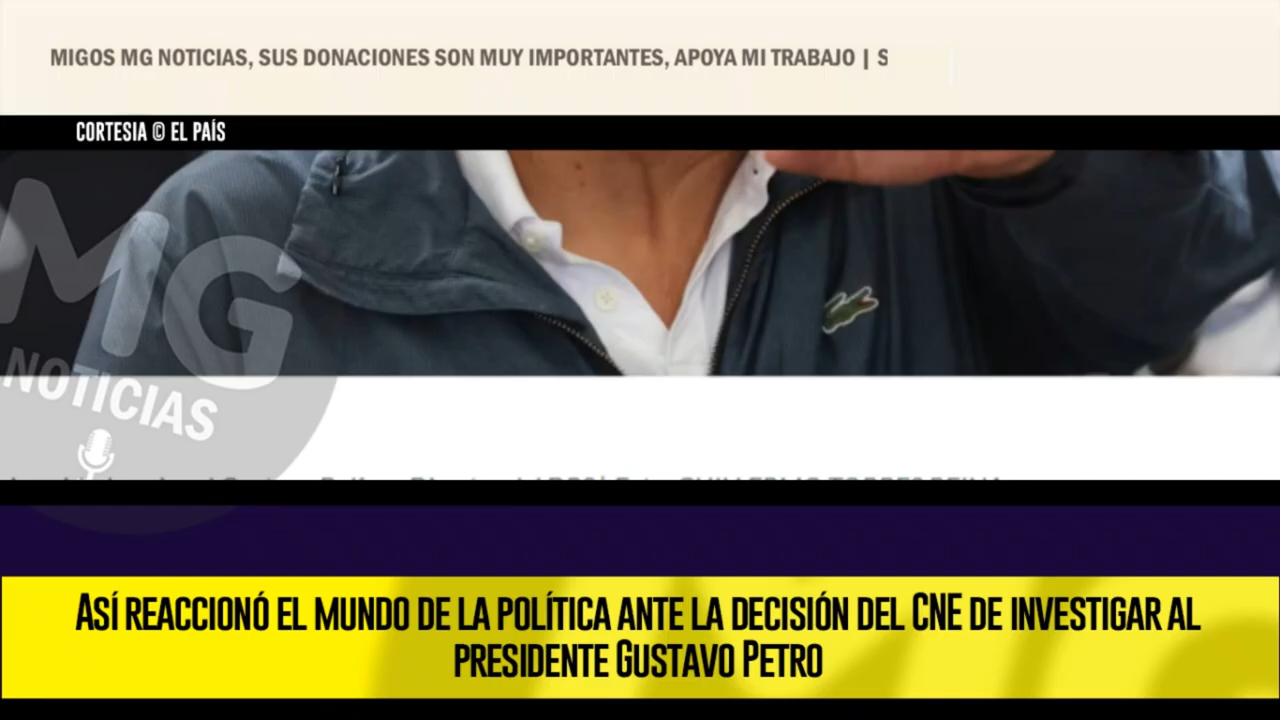 MIGOS MG NOTICIAS, SUS DONACIONES SON MUY IMPORTANTES, APOYA MI TRABAJO | S
CORTESIA © EL PAÍS
MG
NOTICIAS
ASÍ REACCIONÓ EL MUNDO DE LA POLÍTICA ANTE LA DECISIÓN DEL CNE DE INVESTIGAR AL
PRESIDENTE GUSTAVO PETRO